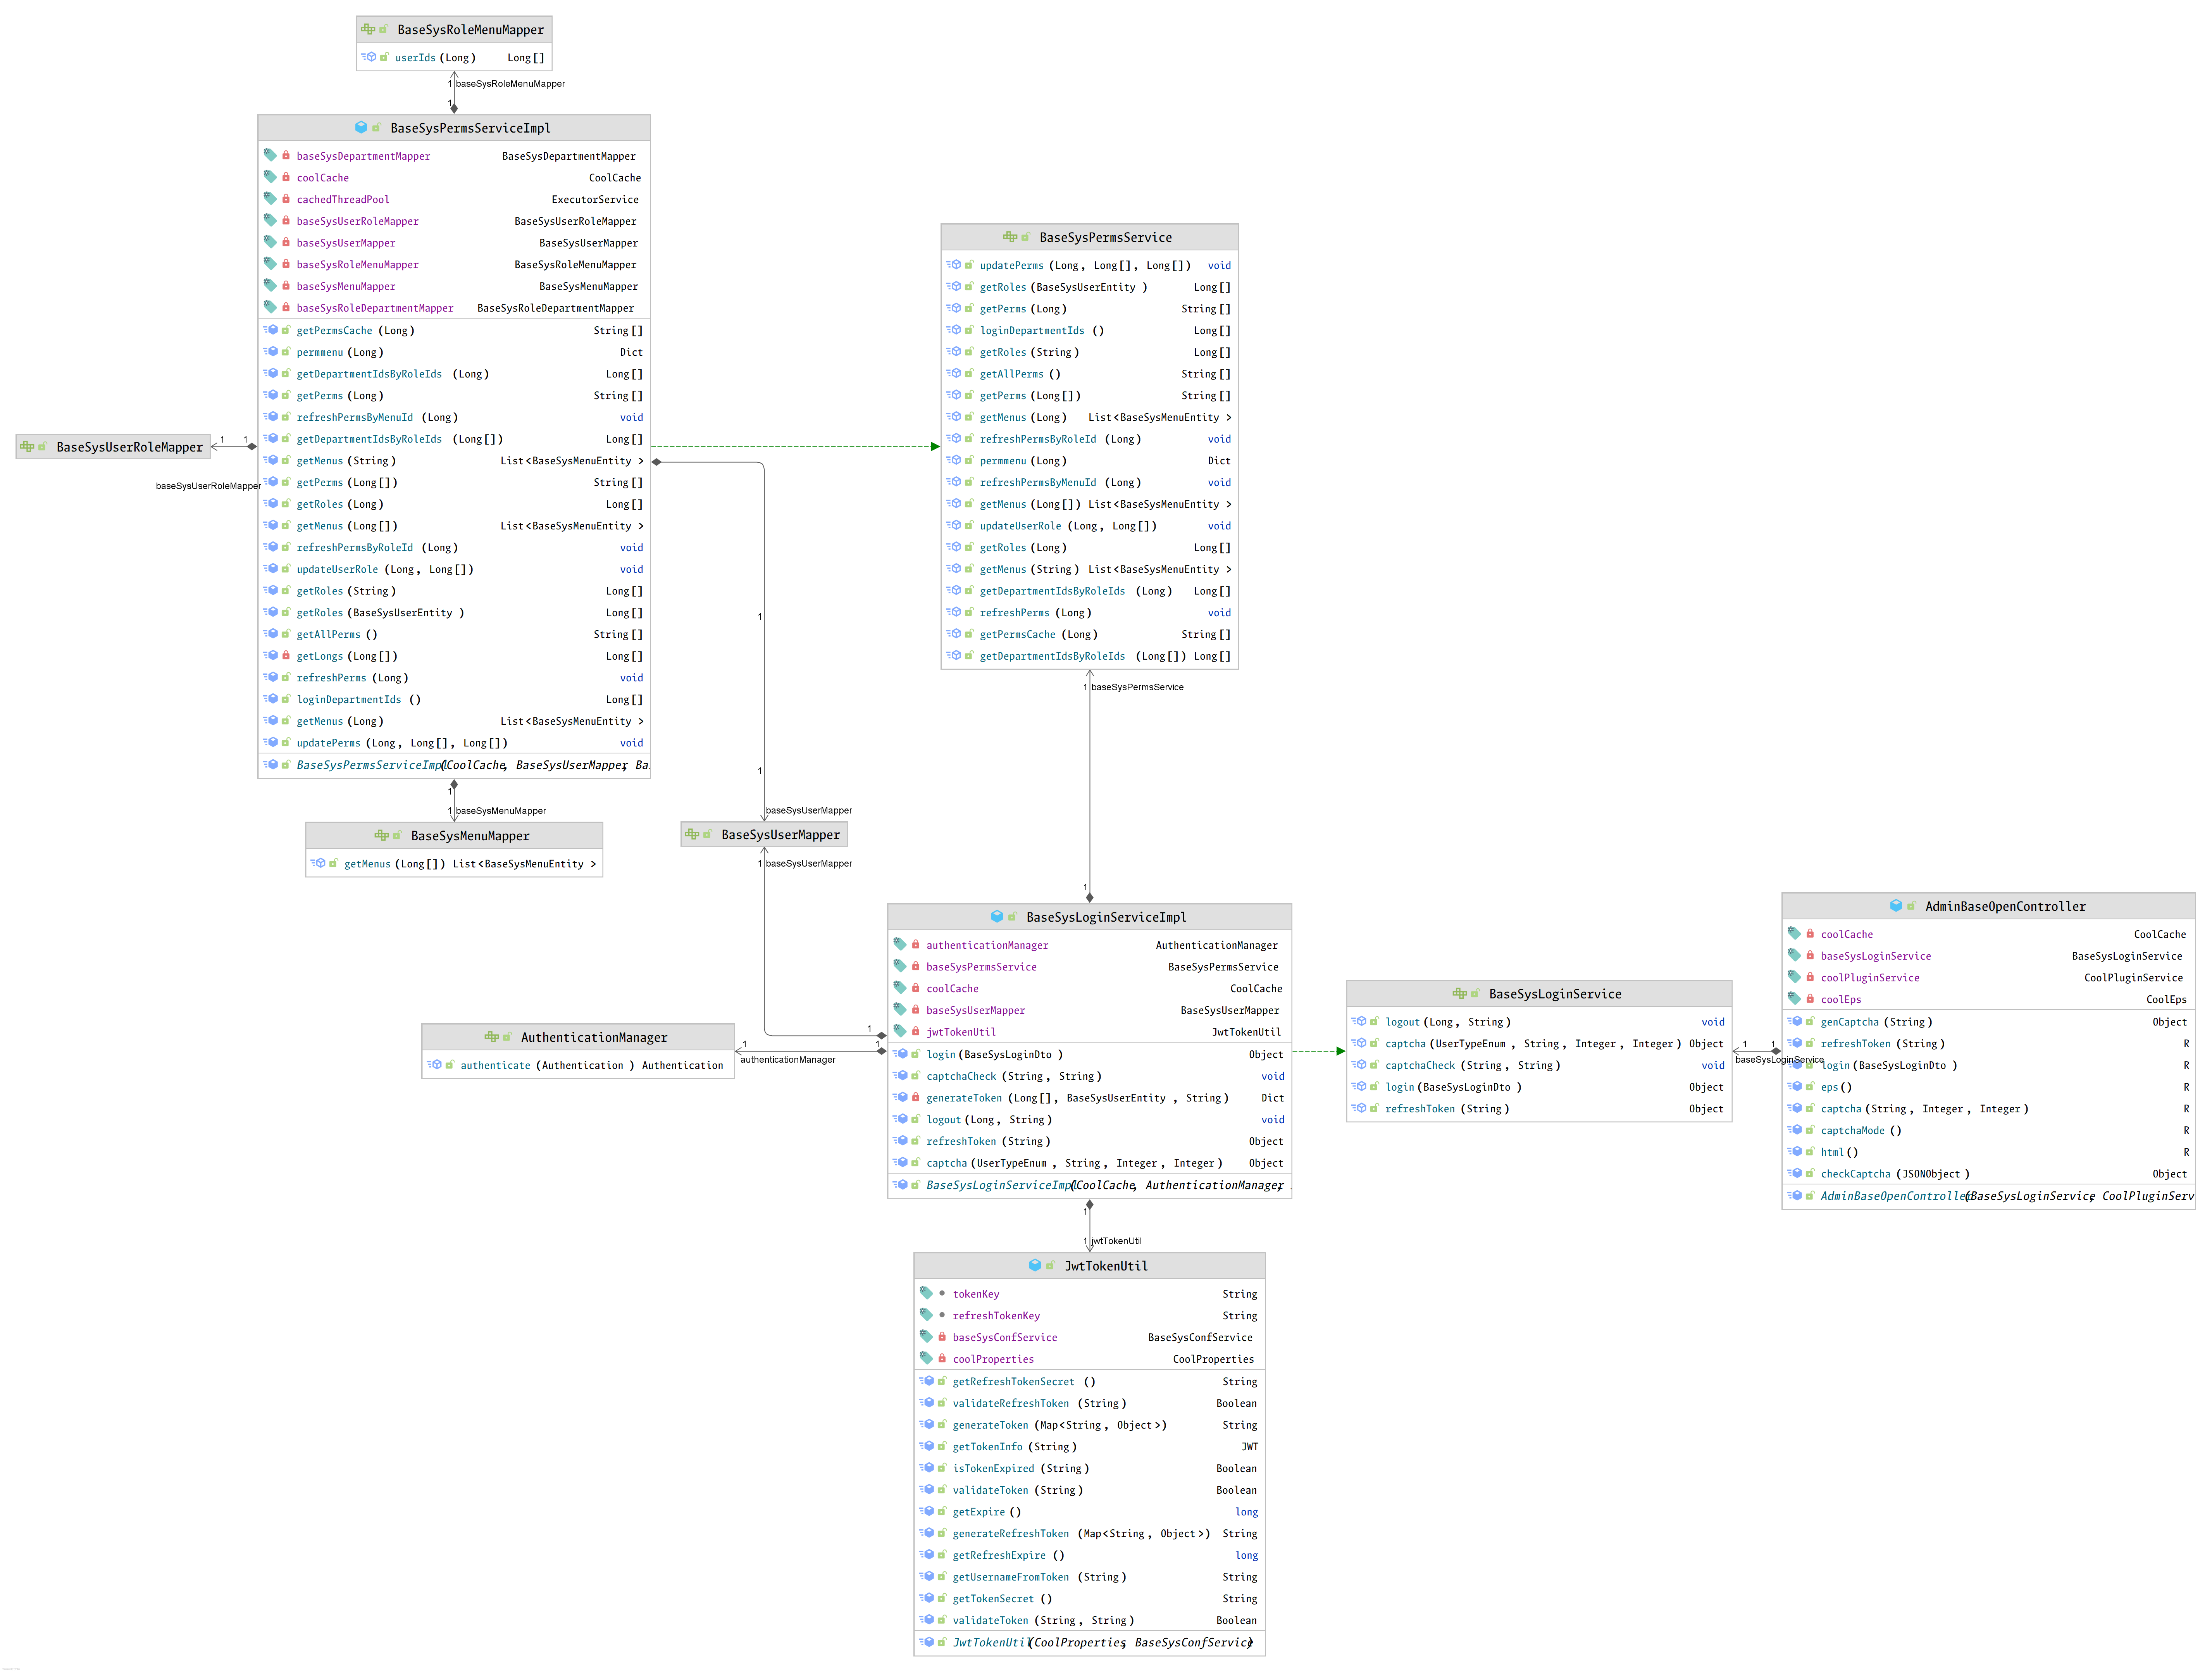 BaseSysRoleMenuMapper
userIds (Long) Long[]
1 baseSysRoleMenuMapper
1
BaseSysPermsServiceImpl
baseSysDepartmentMapper BaseSysDepartmentMapper
coolCache CoolCache
cachedThreadPool ExecutorService
baseSysUserRoleMapper BaseSysUserRoleMapper
baseSysUserMapper BaseSysUserMapper
baseSysRoleMenuMapper BaseSysRoleMenuMapper
baseSysMenuMapper BaseSysMenuMapper
baseSysRoleDepartmentMapper BaseSysRoleDepartmentMapper
getPermsCache (Long) String[]
permmenu (Long) Dict
getDepartmentIdsByRoleIds (Long) Long[]
getPerms (Long) String[]
refreshPermsByMenuId (Long) void
getDepartmentIdsByRoleIds (Long[]) Long[]
getMenus (String) List<BaseSysMenuEntity >
getPerms (Long[]) String[]
getRoles (Long) Long[]
getMenus (Long[]) List<BaseSysMenuEntity >
refreshPermsByRoleId (Long) void
updateUserRole (Long, Long[]) void
getRoles (String) Long[]
getRoles (BaseSysUserEntity ) Long[]
getAllPerms () String[]
getLongs (Long[]) Long[]
refreshPerms (Long) void
loginDepartmentIds () Long[]
getMenus (Long) List<BaseSysMenuEntity >
updatePerms (Long, Long[], Long[]) void
BaseSysPermsServiceImpl(CoolCache, BaseSysUserMapper, Ba
BaseSysUserRoleMapper
1 1
baseSysUserRoleMapper
1
1 baseSysMenuMapper
BaseSysMenuMapper
getMenus (Long[]) List<BaseSysMenuEntity >
1
1
baseSysUserMapper
BaseSysUserMapper
1 baseSysUserMapper
1
BaseSysPermsService
updatePerms (Long, Long[], Long[]) void
getRoles (BaseSysUserEntity ) Long[]
getPerms (Long) String[]
loginDepartmentIds () Long[]
getRoles (String) Long[]
getAllPerms () String[]
getPerms (Long[]) String[]
getMenus (Long) List<BaseSysMenuEntity >
refreshPermsByRoleId (Long) void
permmenu (Long) Dict
refreshPermsByMenuId (Long) void
getMenus (Long[]) List<BaseSysMenuEntity >
updateUserRole (Long, Long[]) void
getRoles (Long) Long[]
getMenus (String) List<BaseSysMenuEntity >
getDepartmentIdsByRoleIds (Long) Long[]
refreshPerms (Long) void
getPermsCache (Long) String[]
getDepartmentIdsByRoleIds (Long[]) Long[]
1 baseSysPermsService
1
AuthenticationManager
authenticate (Authentication ) Authentication
1 1
authenticationManager
BaseSysLoginServiceImpl
authenticationManager AuthenticationManager
baseSysPermsService BaseSysPermsService
coolCache CoolCache
baseSysUserMapper BaseSysUserMapper
jwtTokenUtil JwtTokenUtil
login(BaseSysLoginDto ) Object
captchaCheck (String, String) void
generateToken (Long[], BaseSysUserEntity , String) Dict
logout(Long, String) void
refreshToken (String) Object
captcha(UserTypeEnum , String, Integer, Integer) Object
BaseSysLoginServiceImpl(CoolCache, AuthenticationManager,
1
1 jwtTokenUtil
JwtTokenUtil
tokenKey String
refreshTokenKey String
baseSysConfService BaseSysConfService
coolProperties CoolProperties
getRefreshTokenSecret () String
validateRefreshToken (String) Boolean
generateToken (Map<String, Object>) String
getTokenInfo (String) JWT
isTokenExpired (String) Boolean
validateToken (String) Boolean
getExpire () long
generateRefreshToken (Map<String, Object>) String
getRefreshExpire () long
getUsernameFromToken (String) String
getTokenSecret () String
validateToken (String, String) Boolean
JwtTokenUtil(CoolProperties, BaseSysConfService)
BaseSysLoginService
logout(Long, String) void
captcha(UserTypeEnum , String, Integer, Integer) Object
captchaCheck (String, String) void
login(BaseSysLoginDto ) Object
refreshToken (String) Object
1 1
baseSysLoginService
AdminBaseOpenController
coolCache CoolCache
baseSysLoginService BaseSysLoginService
coolPluginService CoolPluginService
coolEps CoolEps
genCaptcha (String) Object
refreshToken (String) R
login(BaseSysLoginDto ) R
eps() R
captcha(String, Integer, Integer) R
captchaMode () R
html() R
checkCaptcha (JSONObject ) Object
AdminBaseOpenController(BaseSysLoginService, CoolPluginServ